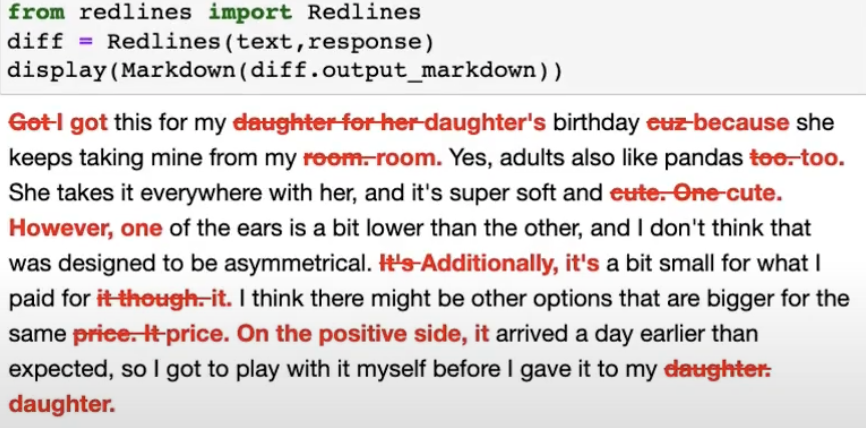 from redlines import Redlines
diff = Redlines(text,response)
display(Markdown(diff.output_markdown))
Got I got this for my daughter for her daughter's birthday cuz because she
keeps taking mine from my room. room. Yes, adults also like pandas too. too.
She takes it everywhere with her, and it's super soft and cute. One cute.
However, one of the ears is a bit lower than the other, and I don't think that
was designed to be asymmetrical. It's Additionally, it's a bit small for what I
paid for it though. it. I think there might be other options that are bigger for the
same price. It price. On the positive side, it arrived a day earlier than
expected, so I got to play with it myself before I gave it to my daughter.
daughter.